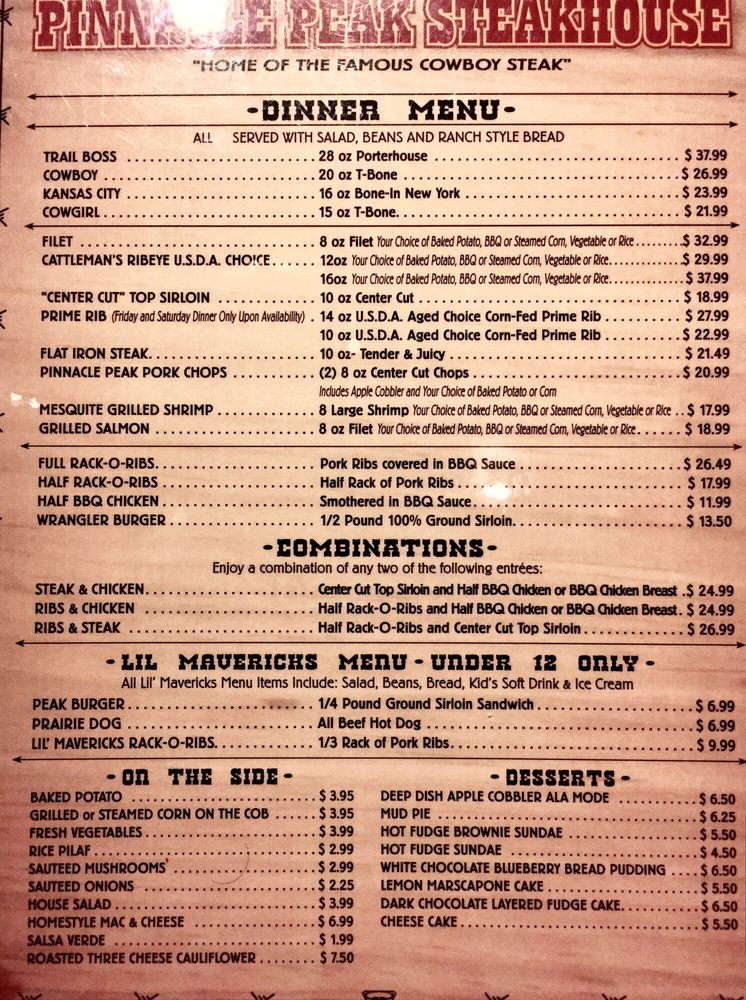 PINNACLE PEAK STEAKHOUSE
"HOME OF THE FAMOUS COWBOY STEAK"
-DINNER MENU-
ALL SERVED WITH SALAD, BEANS AND RANCH STYLE BREAD
TRAIL BOSS 28 oz Porterhouse $ 37.99
COWBOY 20 oz T-Bone $ 26.99
KANSAS CITY 16 oz Bone-In New York $ 23.99
COWGIRL 15 oz T-Bone. $ 21.99
FILET 8 oz Filet Your Choice of Baked Potato, BBQ or Steamed Corn, Vegetable or Rice $ 32.99
CATTLEMAN'S RIBEYE U.S.D.A. CHOICE 12oz Your Choice of Baked Potato, BBQ or Steamed Corn, Vegetable or Rice $ 29.99
16oz Your Choice of Baked Potato, BBQ or Steamed Corn, Vegetable or Rice $ 37.99
"CENTER CUT" TOP SIRLOIN 10 oz Center Cut $ 18.99
PRIME RIB (Friday and Saturday Dinner Only Upon Availability) 14 oz U.S.D.A. Aged Choice Corn-Fed Prime Rib $ 27.99
10 oz U.S.D.A. Aged Choice Corn-Fed Prime Rib $ 22.99
FLAT IRON STEAK 10 oz- Tender & Juicy $ 21.49
PINNACLE PEAK PORK CHOPS (2) 8 oz Center Cut Chops $ 20.99
Includes Apple Cobbler and Your Choice of Baked Potato or Corn
MESQUITE GRILLED SHRIMP 8 Large Shrimp Your Choice of Baked Potato, BBQ or Steamed Corn, Vegetable or Rice $ 17.99
GRILLED SALMON 8 oz Filet Your Choice of Baked Potato, BBQ or Steamed Corn, Vegetable or Rice $ 18.99
FULL RACK-O-RIBS Pork Ribs covered in BBQ Sauce $ 26.49
HALF RACK-O-RIBS Half Rack of Pork Ribs $ 17.99
HALF BBQ CHICKEN Smothered in BBQ Sauce $ 11.99
WRANGLER BURGER 1/2 Pound 100% Ground Sirloin $ 13.50
-COMBINATIONS-
Enjoy a combination of any two of the following entrées:
STEAK & CHICKEN Center Cut Top Sirloin and Half BBQ Chicken or BBQ Chicken Breast $ 24.99
RIBS & CHICKEN Half Rack-O-Ribs and Half BBQ Chicken or BBQ Chicken Breast $ 24.99
RIBS & STEAK Half Rack-O-Ribs and Center Cut Top Sirloin $ 26.99
- LIL MAVERICKS MENU - UNDER 12 ONLY -
All Lil' Mavericks Menu Items Include: Salad, Beans, Bread, Kid's Soft Drink & Ice Cream
PEAK BURGER 1/4 Pound Ground Sirloin Sandwich $ 6.99
PRAIRIE DOG All Beef Hot Dog $ 6.99
LIL' MAVERICKS RACK-O-RIBS 1/3 Rack of Pork Ribs $ 9.99
- ON THE SIDE -
BAKED POTATO $ 3.95
GRILLED or STEAMED CORN ON THE COB $ 3.95
FRESH VEGETABLES $ 3.99
RICE PILAF $ 2.99
SAUTEED MUSHROOMS $ 2.99
SAUTEED ONIONS $ 2.25
HOUSE SALAD $ 3.99
HOMESTYLE MAC & CHEESE $ 6.99
SALSA VERDE $ 1.99
ROASTED THREE CHEESE CAULIFLOWER $ 7.50
- DESSERTS -
DEEP DISH APPLE COBBLER ALA MODE $ 6.50
MUD PIE $ 6.25
HOT FUDGE BROWNIE SUNDAE $ 5.50
HOT FUDGE SUNDAE $ 4.50
WHITE CHOCOLATE BLUEBERRY BREAD PUDDING $ 6.50
LEMON MARSCAPONE CAKE $ 5.50
DARK CHOCOLATE LAYERED FUDGE CAKE $ 6.50
CHEESE CAKE $ 5.50